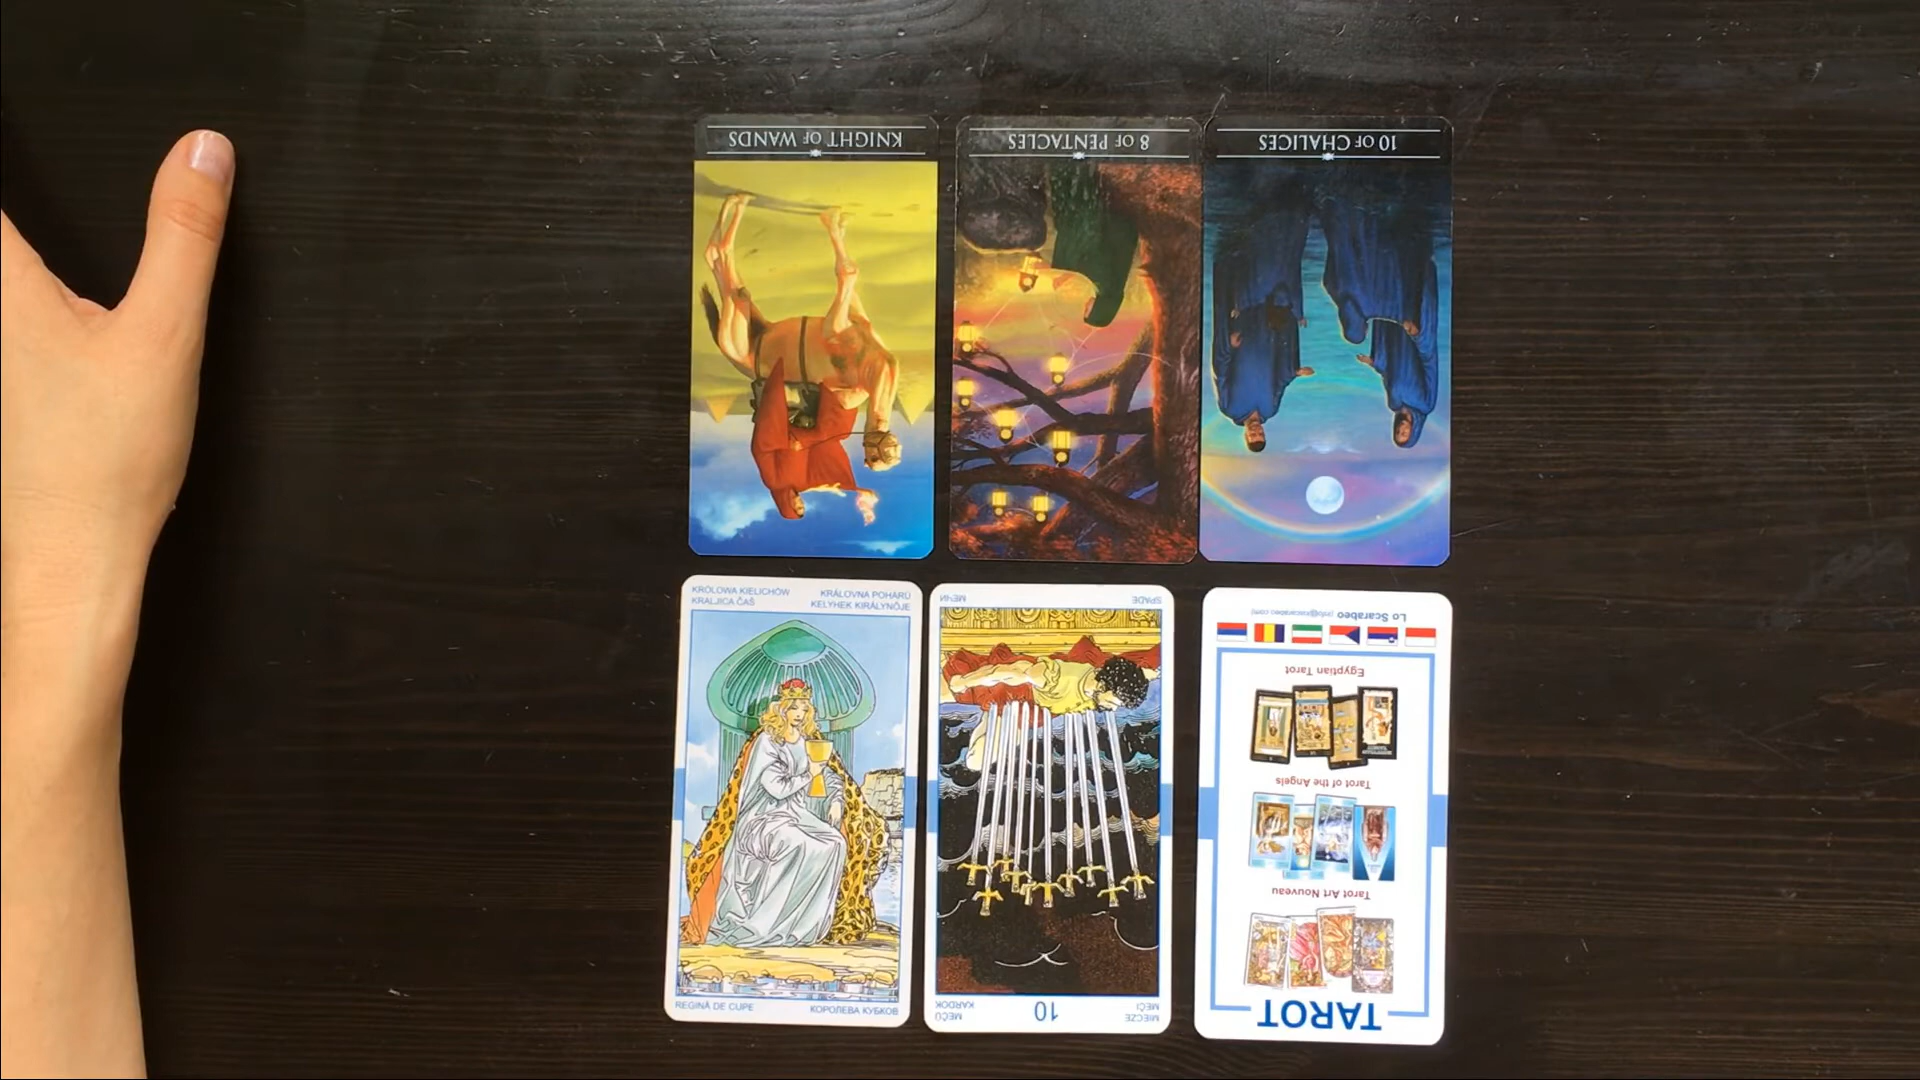 KNIGHT OF WANDS
8 OF PENTACLES
10 OF CHALICES
KRÓLOWA KIELICHÓW
KRALJICA ČAŠ
KRÁLOVNA POHÁRŮ
KELYHEK KIRÁLYNŐJE
REGINĂ DE CUPE
КОРОЛЕВА КУБКОВ
МЕЧИ
SPADE
MEČŮ
KARDOK
10
MIECZE
MEČI
Lo Scarabeo
Egyptian Tarot
Tarot of the Angels
Tarot Art Nouveau
TAROT